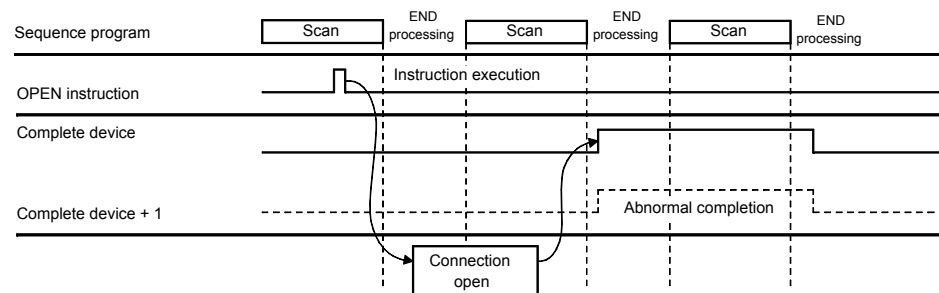 Sequence program
Scan
END
processing
Scan
END
processing
Scan
END
processing
OPEN instruction
Instruction execution
Complete device
Complete device + 1
Abnormal completion
Connection
open